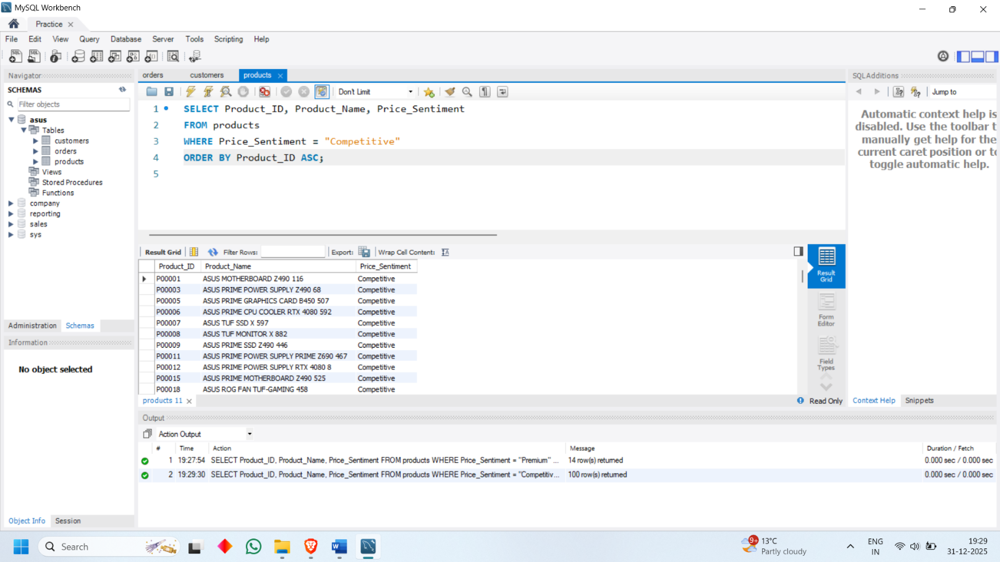 MySQL Workbench
Practice
File Edit View Query Database Server Tools Scripting Help
Navigator
SCHEMAS
Filter objects
asus
Tables
customers
orders
products
Views
Stored Procedures
Functions
company
reporting
sales
sys
Administration Schemas
Information
No object selected
Object Info Session
orders customers products
Don't Limit
1 SELECT Product_ID, Product_Name, Price_Sentiment
2 FROM products
3 WHERE Price_Sentiment = "Competitive"
4 ORDER BY Product_ID ASC;
5
Result Grid Filter Rows: Export: Wrap Cell Content:
Product_ID Product_Name Price_Sentiment
P00001 ASUS MOTHERBOARD Z490 116 Competitive
P00003 ASUS PRIME POWER SUPPLY Z490 68 Competitive
P00005 ASUS PRIME GRAPHICS CARD B450 507 Competitive
P00006 ASUS PRIME CPU COOLER RTX 4080 592 Competitive
P00007 ASUS TUF SSD X 597 Competitive
P00008 ASUS TUF MONITOR X 882 Competitive
P00009 ASUS PRIME SSD Z490 446 Competitive
P00011 ASUS PRIME POWER SUPPLY PRIME Z690 467 Competitive
P00012 ASUS PRIME POWER SUPPLY RTX 4080 8 Competitive
P00015 ASUS PRIME MOTHERBOARD Z490 525 Competitive
P00018 ASUS ROG FAN TUF-GAMING 458 Competitive
Result
Grid
Form
Editor
Field
Types
products 11
Read Only
SQLAdditions
Jump to
Automatic context help is
disabled. Use the toolbar t
manually get help for the
current caret position or to
toggle automatic help.
Context Help Snippets
Output
Action Output
# Time Action Message Duration / Fetch
1 19:27:54 SELECT Product_ID, Product_Name, Price_Sentiment FROM products WHERE Price_Sentiment = "Premium" ... 14 row(s) returned 0.000 sec / 0.000 sec
2 19:29:30 SELECT Product_ID, Product_Name, Price_Sentiment FROM products WHERE Price_Sentiment = "Competitiv... 100 row(s) returned 0.000 sec / 0.000 sec
Search
9+
13°C
Partly cloudy
ENG
IN
19:29
31-12-2025